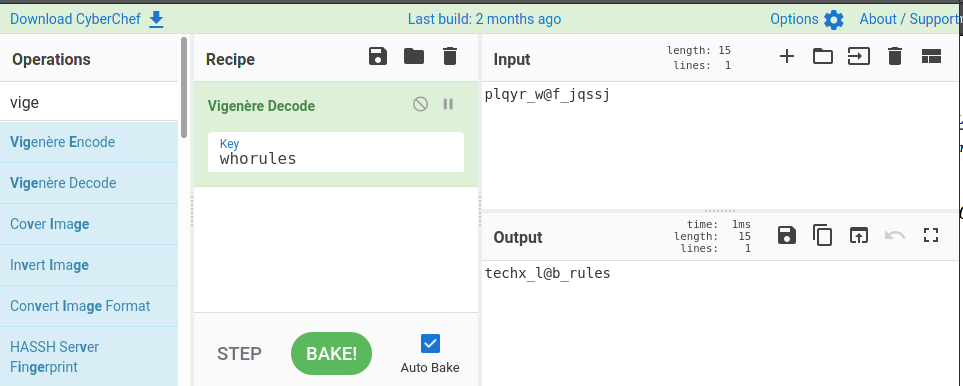 Download CyberChef
Last build: 2 months ago
Options
About / Support
Operations
vige
Vigenère Encode
Vigenère Decode
Cover Image
Invert Image
Convert Image Format
HASSH Server
Fingerprint
Recipe
Vigenère Decode
Key
whorules
STEP
BAKE!
Auto Bake
Input
length: 15
lines: 1
plqyr_w@f_jqssj
Output
time: 1ms
length: 15
lines: 1
techx_l@b_rules